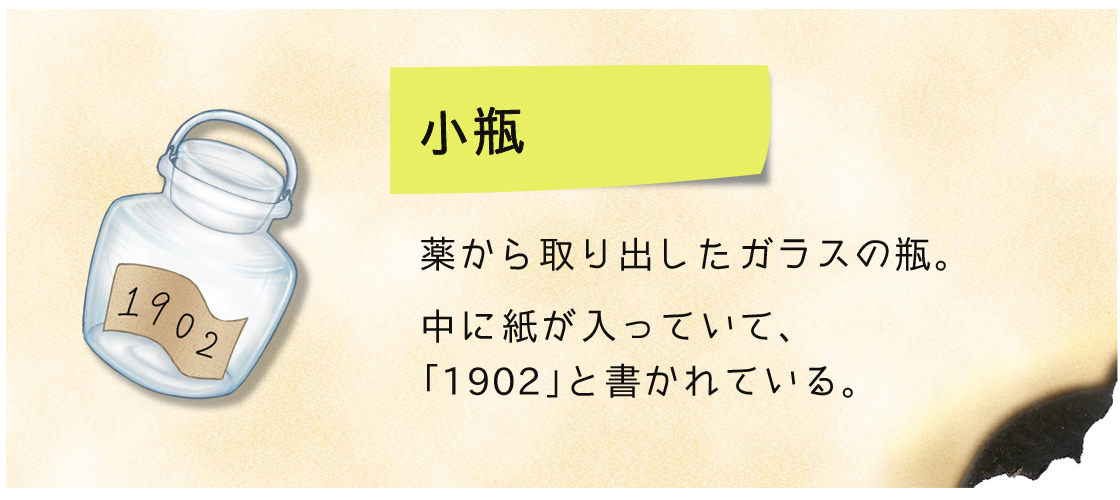 小瓶
薬から取り出したガラスの瓶。
中に紙が入っていて、
「1902」と書かれている。
1902